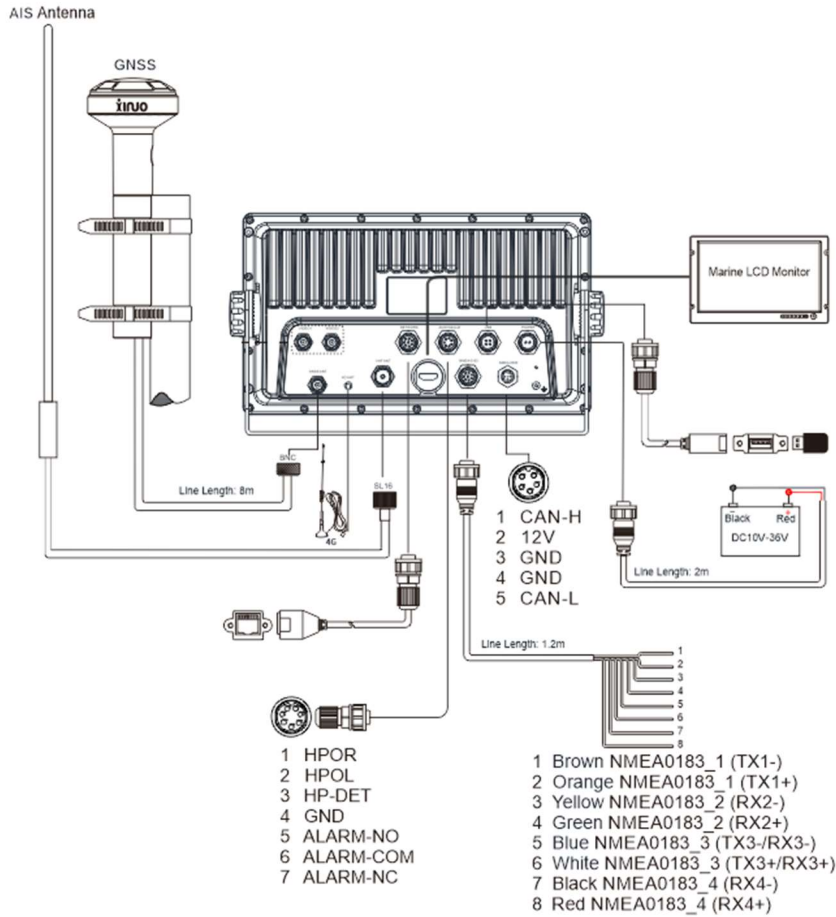 AIS Antenna
GNSS
xinuo
Marine LCD Monitor
BNC
Line Length: 8m
4G
SL16
1 CAN-H
2 12V
3 GND
4 GND
5 CAN-L
Black
Red
DC10V-36V
Line Length: 2m
Line Length: 1.2m
1
2
3
4
5
6
7
8
1 HPOR
2 HPOL
3 HP-DET
4 GND
5 ALARM-NO
6 ALARM-COM
7 ALARM-NC
1 Brown NMEA0183_1 (TX1-)
2 Orange NMEA0183_1 (TX1+)
3 Yellow NMEA0183_2 (RX2-)
4 Green NMEA0183_2 (RX2+)
5 Blue NMEA0183_3 (TX3-/RX3-)
6 White NMEA0183_3 (TX3+/RX3+)
7 Black NMEA0183_4 (RX4-)
8 Red NMEA0183_4 (RX4+)